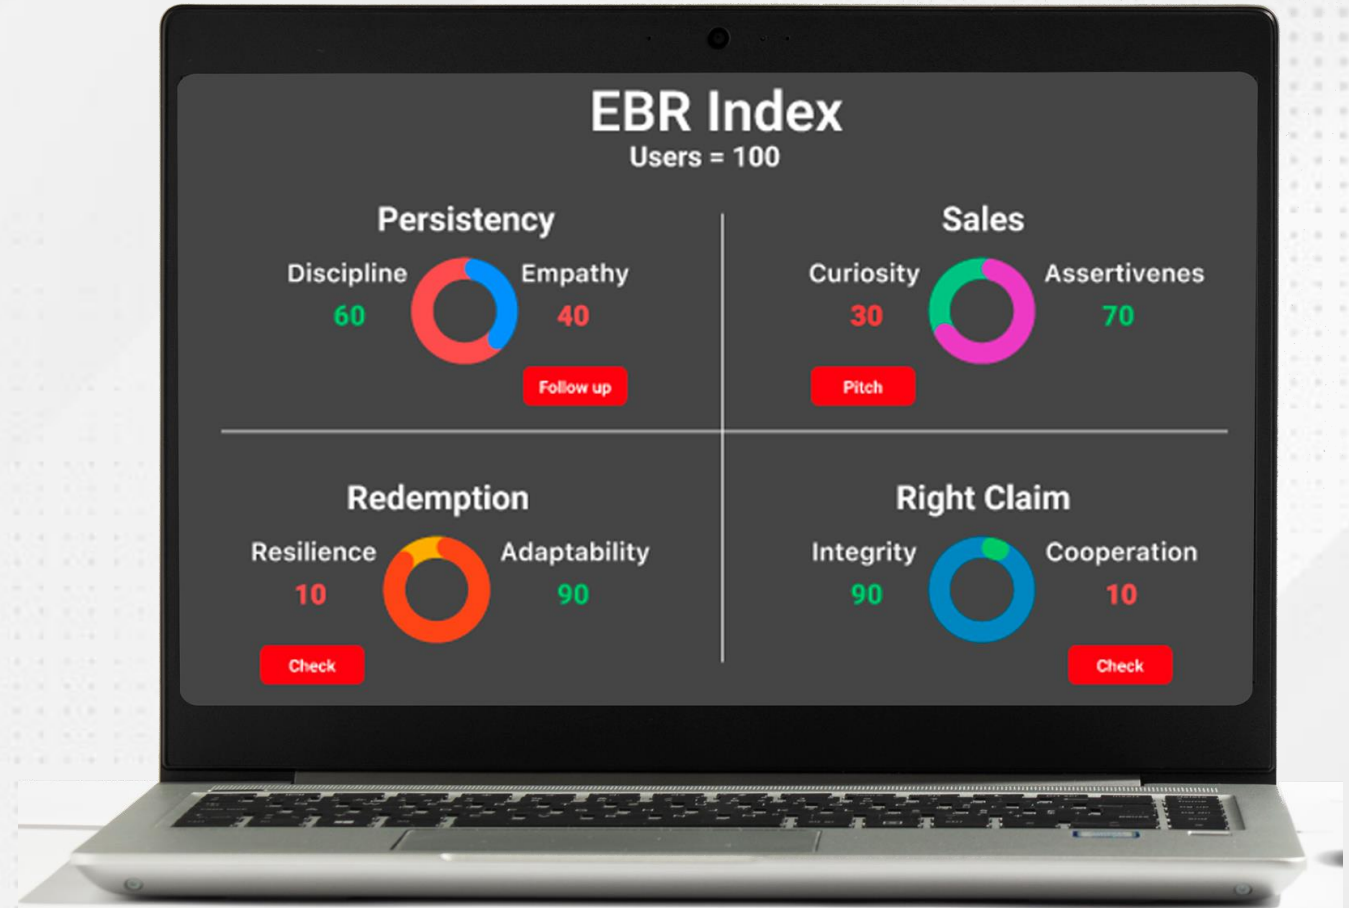 EBR Index
Users = 100
Persistency
Discipline
60
Empathy
40
Follow up
Sales
Curiosity
30
Assertivenes
70
Pitch
Redemption
Resilience
10
Adaptability
90
Check
Right Claim
Integrity
90
Cooperation
10
Check